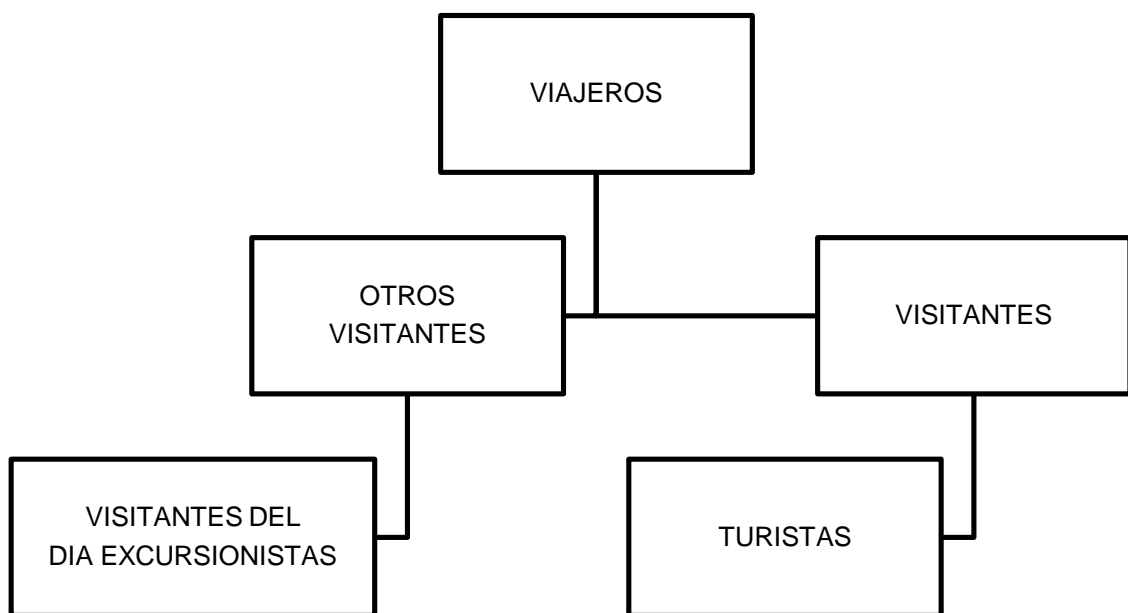 VIAJEROS
OTROS
VISITANTES
VISITANTES
VISITANTES DEL
DIA EXCURSIONISTAS
TURISTAS